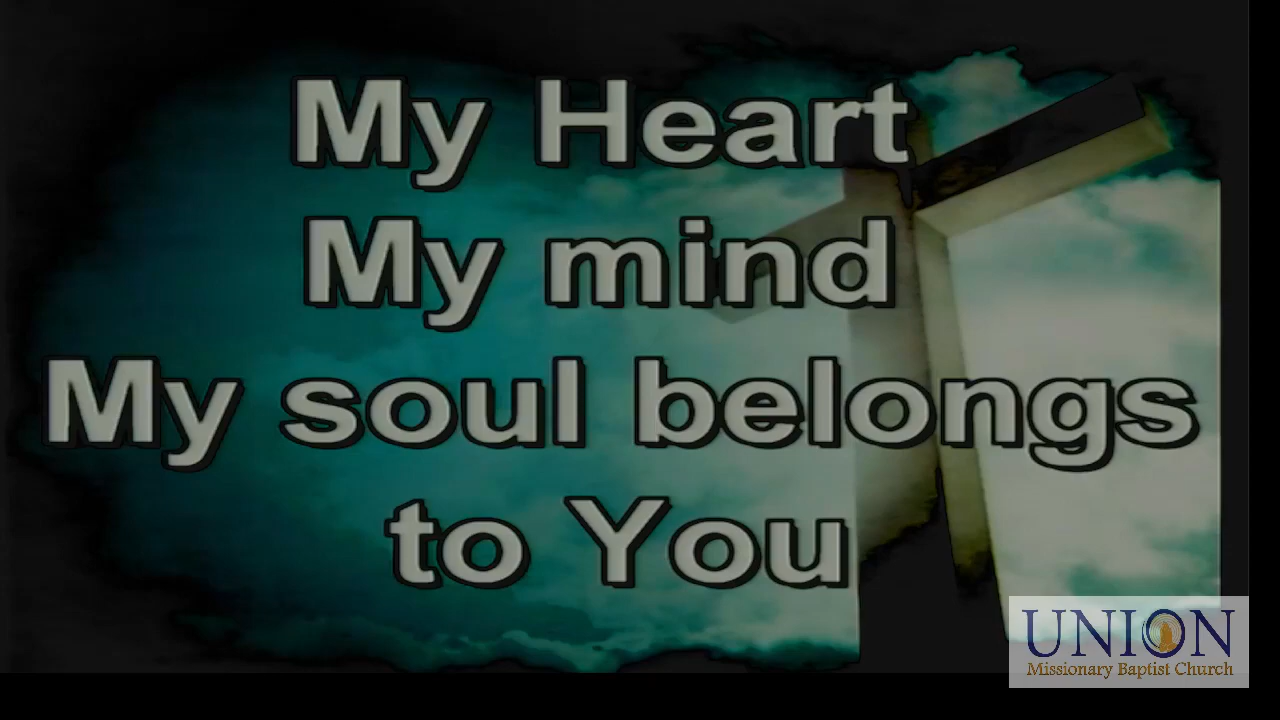 My Heart
My mind
My soul belongs
to You
UNION
Missionary Baptist Church